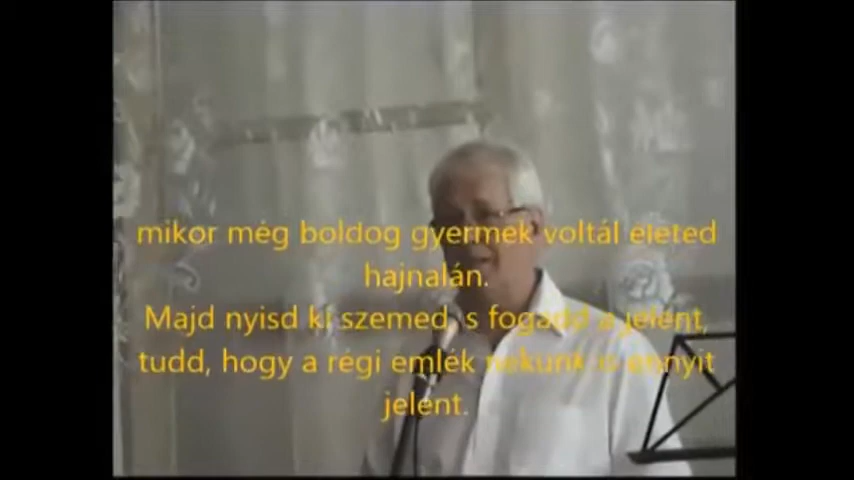 mikor még boldog gyermek voltál életed
hajnalán.
Majd nyisd ki szemed, s fogadd a jelent,
tudd, hogy a régi emlék nekünk is ennyit
jelent.